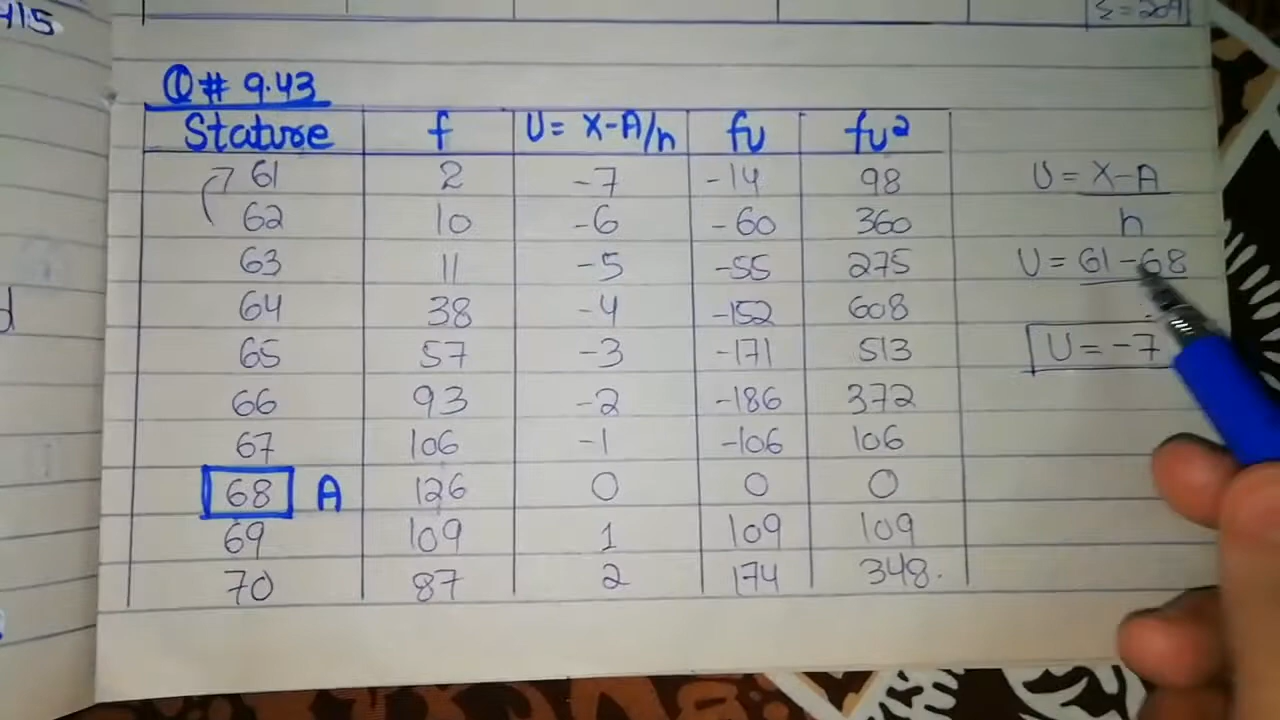 415
Σ=209
Q# 9.43
Stature f U= X-A/h fu fu²
61 2 -7 -14 98
62 10 -6 -60 360
63 11 -5 -55 275
64 38 -4 -152 608
65 57 -3 -171 513
66 93 -2 -186 372
67 106 -1 -106 106
68 A 126 0 0 0
69 109 1 109 109
70 87 2 174 348.
U = X-A
h
U = 61-68
U = -7
d